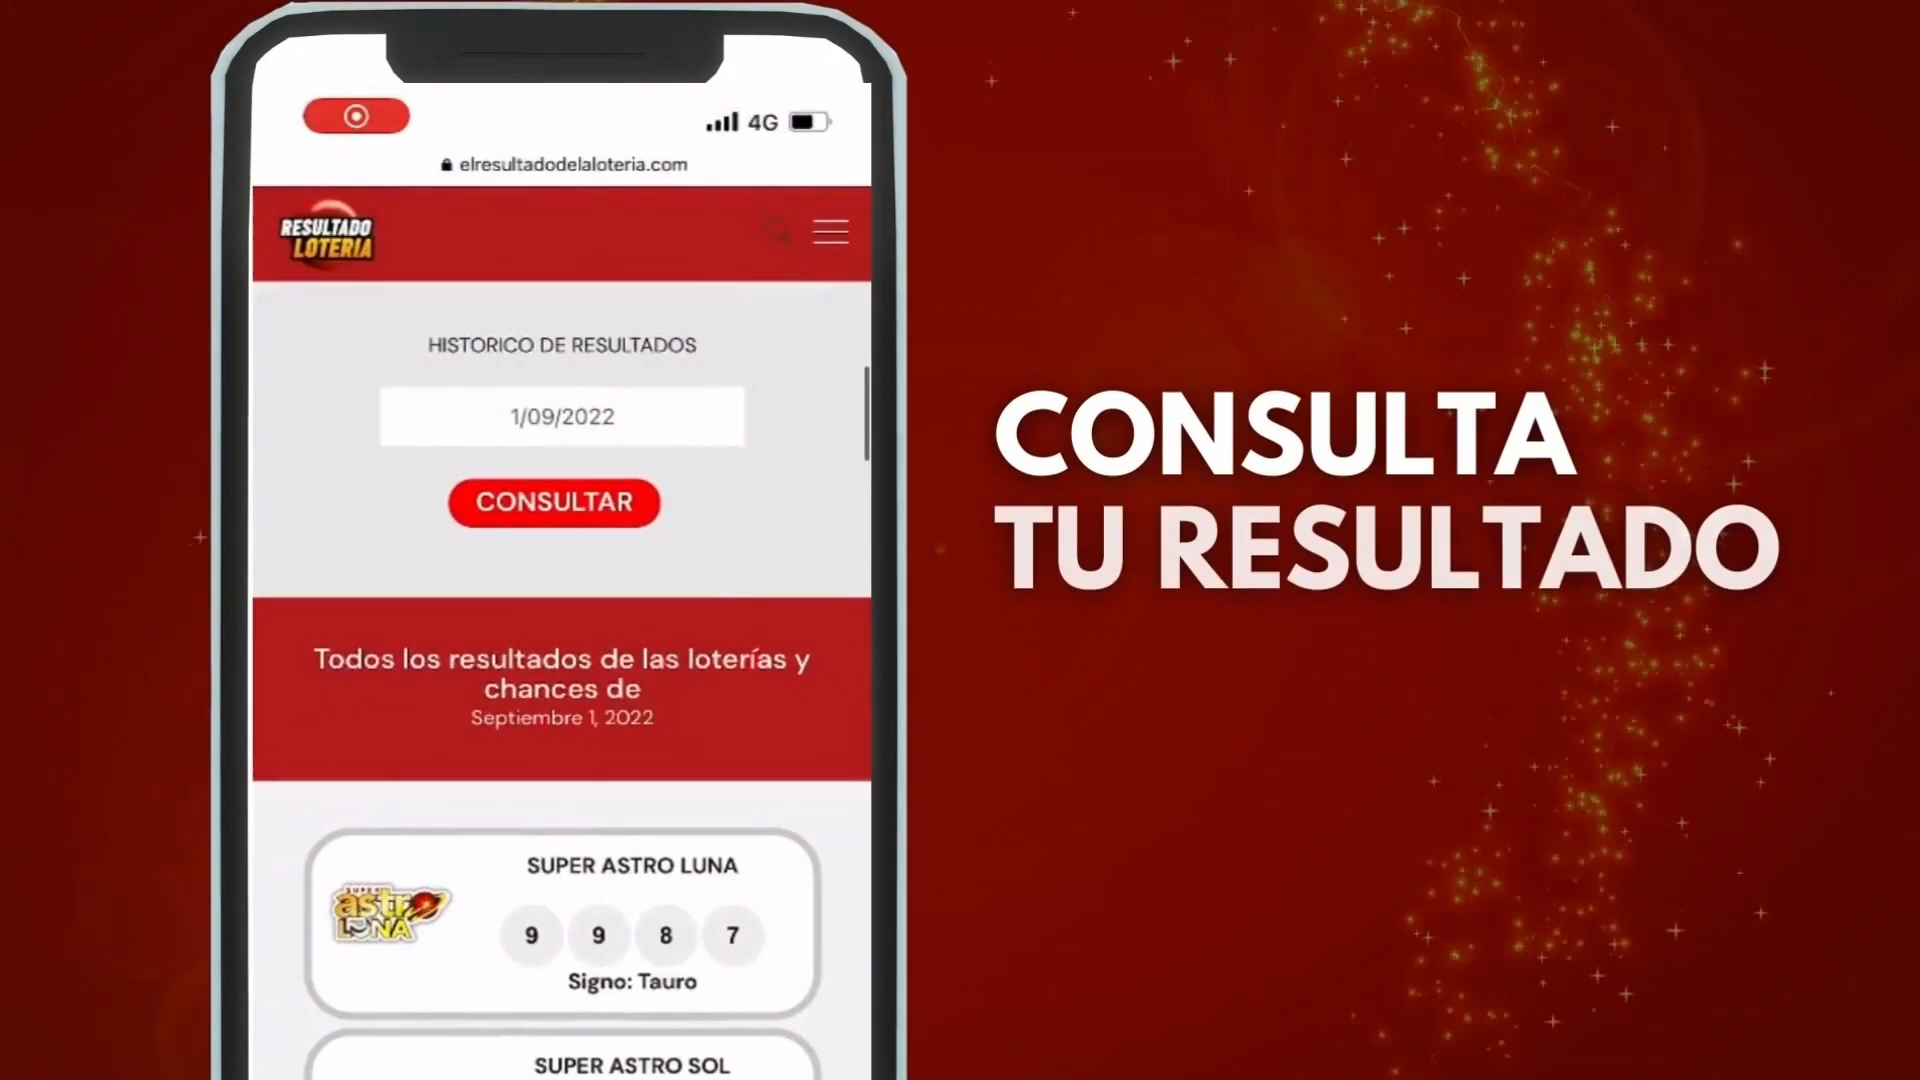 4G
elresultadodelaloteria.com
RESULTADO
LOTERIA
HISTORICO DE RESULTADOS
1/09/2022
CONSULTAR
Todos los resultados de las loterías y
chances de
Septiembre 1, 2022
SUPER ASTRO LUNA
SUPER
astro
LUNA
9 9 8 7
Signo: Tauro
SUPER ASTRO SOL
CONSULTA
TU RESULTADO